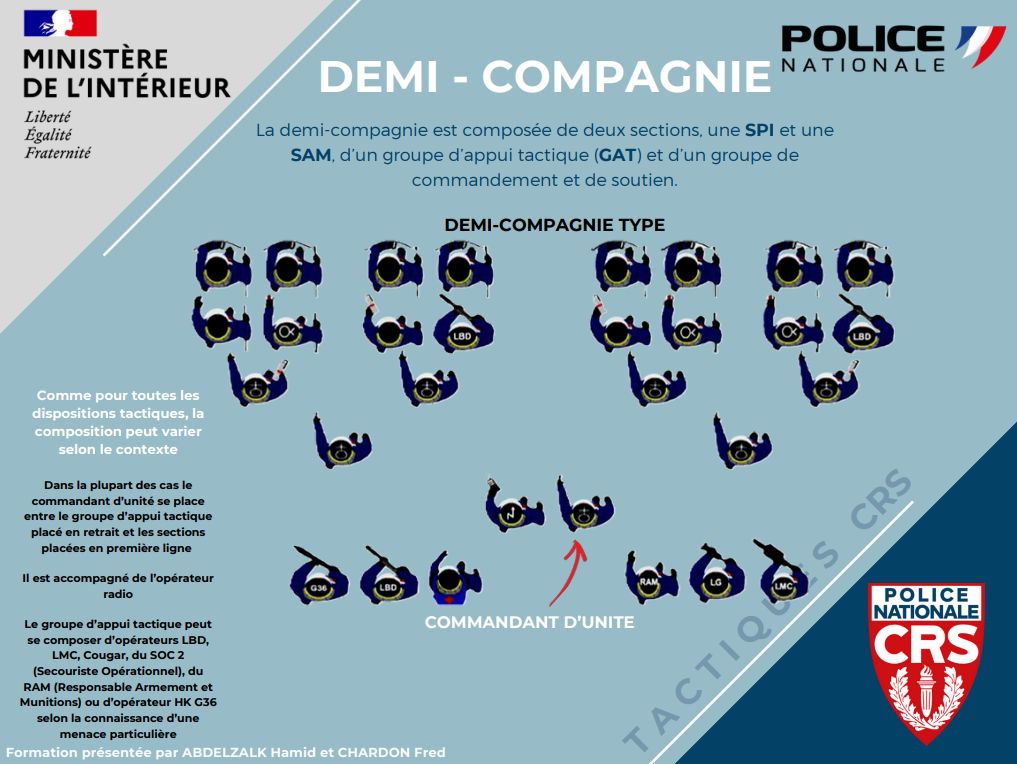 MINISTÈRE
DE L'INTÉRIEUR
Liberté
Égalité
Fraternité
POLICE
NATIONALE
DEMI - COMPAGNIE
La demi-compagnie est composée de deux sections, une SPI et une
SAM, d'un groupe d'appui tactique (GAT) et d'un groupe de
commandement et de soutien.
DEMI-COMPAGNIE TYPE
LBD
LBD
Comme pour toutes les
dispositions tactiques, la
composition peut varier
selon le contexte
Dans la plupart des cas le
commandant d'unité se place
entre le groupe d'appui tactique
placé en retrait et les sections
placées en première ligne
Il est accompagné de l'opérateur
radio
Le groupe d'appui tactique peut
se composer d'opérateurs LBD,
LMC, Cougar, du SOC 2
(Secouriste Opérationnel), du
RAM (Responsable Armement et
Munitions) ou d'opérateur HK G36
selon la connaissance d'une
menace particulière
G36
LBD
RAM
LG
LMC
COMMANDANT D'UNITE
TACTIQUES CRS
POLICE
NATIONALE
CRS
Formation présentée par ABDELZALK Hamid et CHARDON Fred